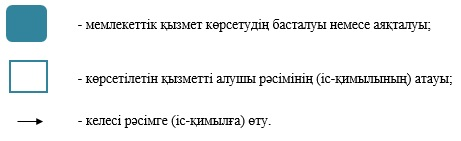 - мемлекеттік қызмет көрсетудің басталуы немесе аяқталуы;
- көрсетілетін қызметті алушы рәсімінің (іс-қимылының) атауы;
- келесі рәсімге (іс-қимылға) өту.